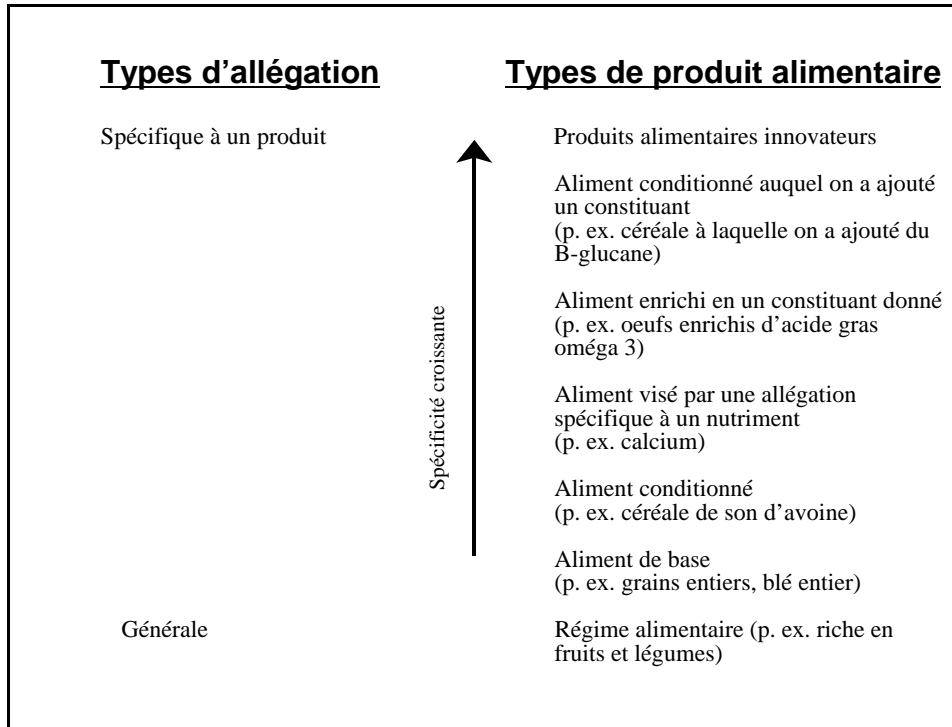 Types d’allégation
Types de produit alimentaire
Spécifique à un produit
Produits alimentaires innovateurs
Aliment conditionné auquel on a ajouté
un constituant
(p. ex. céréale à laquelle on a ajouté du
B-glucane)
Aliment enrichi en un constituant donné
(p. ex. oeufs enrichis d’acide gras
oméga 3)
Spécificité croissante
Aliment visé par une allégation
spécifique à un nutriment
(p. ex. calcium)
Aliment conditionné
(p. ex. céréale de son d’avoine)
Aliment de base
(p. ex. grains entiers, blé entier)
Générale
Régime alimentaire (p. ex. riche en
fruits et légumes)